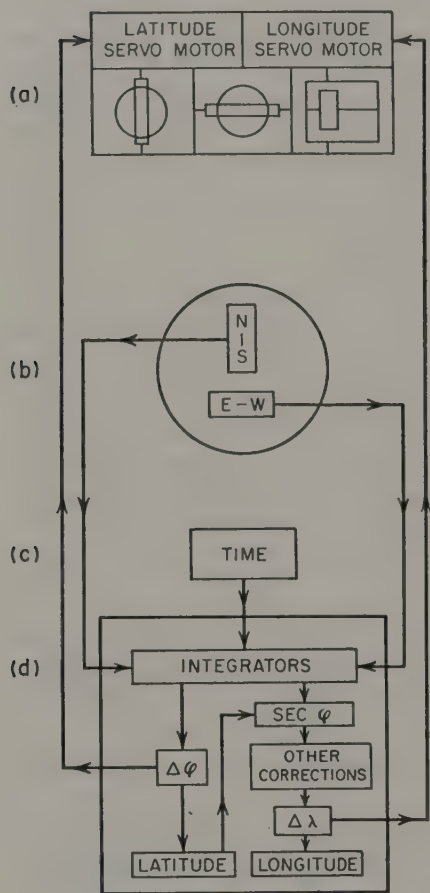 LATITUDE LONGITUDE
SERVO MOTOR SERVO MOTOR
(a)
N
I
S
(b)
E-W
(c)
TIME
(d)
INTEGRATORS
SEC φ
Δφ
OTHER
CORRECTIONS
Δλ
LATITUDE LONGITUDE